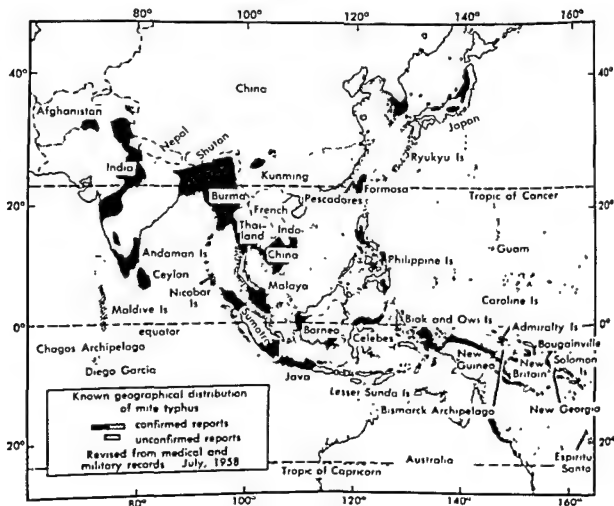 80° 100° 120° 140° 160°
40° 40°
China
Afghanistan
Japan
Nepal
Shutan
Ryukyu Is
India
Kunming
Formosa
Pescadores
Tropic of Cancer
Burma
20° 20°
French
Thai-
land
Indo-
China
Guam
Andaman Is
Philippine Is
Ceylon
Nicobar
Is
Malaya
Caroline Is
Maldive Is
Biak and Ows Is
Admiralty Is
0° equator 0°
Sumatra
Borneo
Celebes
Bougainville
Chagos Archipelago
New
Guinea
New
Britain
Solomon
Is
Diego Garcia
Java
Lesser Sunda Is
Bismarck Archipelago
New Georgia
Known geographical distribution
of mite typhus
confirmed reports
unconfirmed reports
Revised from medical and
military records July, 1958
20° 20°
Australia
Espiritu
Santo
Tropic of Capricorn
80° 100° 120° 140° 160°